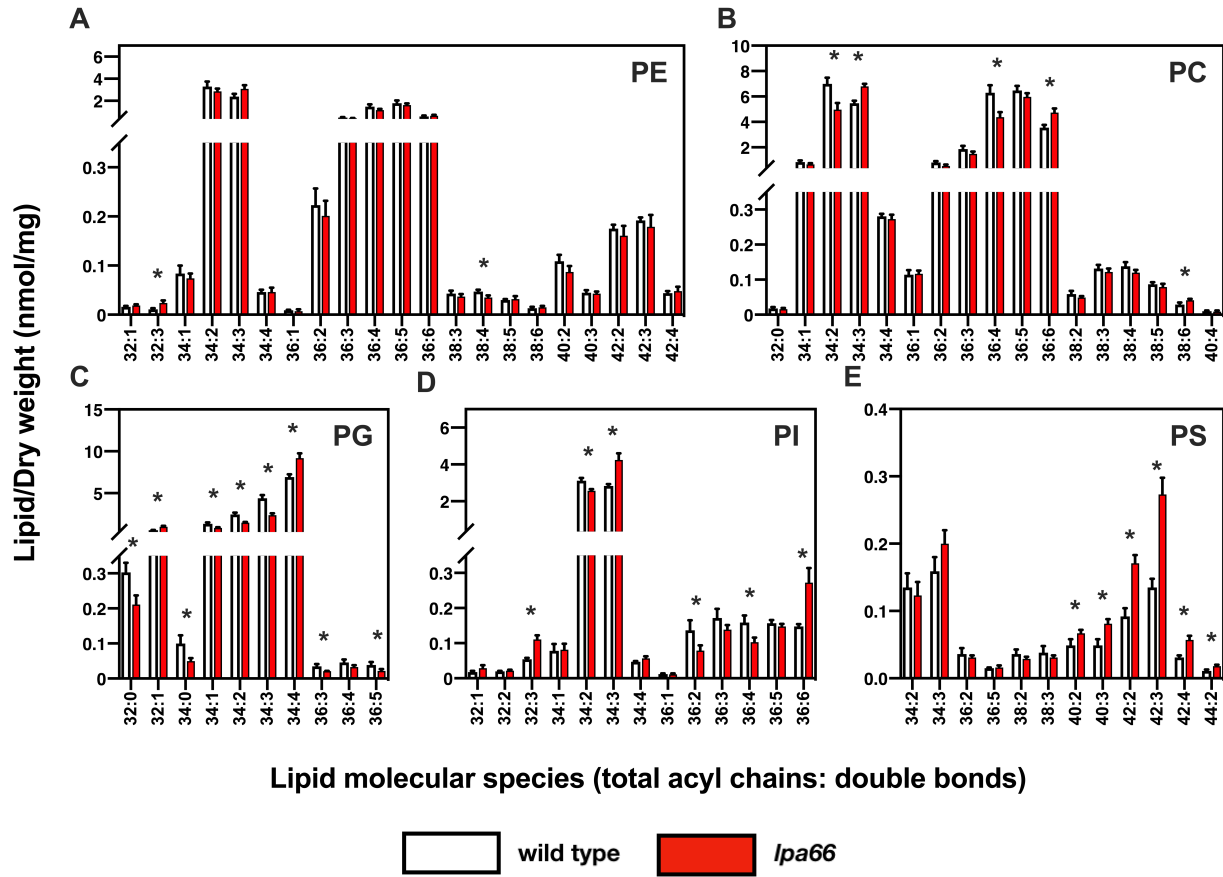 A
PE
6
4
2
0.3
0.2
0.1
0
32:1 32:3 34:1 34:2 34:3 34:4 36:1 36:2 36:3 36:4 36:5 36:6 38:3 38:4 38:5 38:6 40:2 40:3 42:2 42:3 42:4
* *
B
PC
10
8
6
4
2
0.3
0.2
0.1
0
32:0 34:1 34:2 34:3 34:4 36:1 36:2 36:3 36:4 36:5 36:6 38:2 38:3 38:4 38:5 38:6 40:4
* * * * *
C
PG
15
10
5
0.3
0.2
0.1
0
32:0 32:1 34:0 34:1 34:2 34:3 34:4 36:3 36:4 36:5
* * * * * * * * *
D
PI
6
4
2
0.3
0.2
0.1
0
32:1 32:2 32:3 34:1 34:2 34:3 34:4 36:1 36:2 36:3 36:4 36:5 36:6
* * * * * *
E
PS
0.4
0.3
0.2
0.1
0.0
34:2 34:3 36:2 36:5 38:2 38:3 40:2 40:3 42:2 42:3 42:4 44:2
* * * * * *
Lipid/Dry weight (nmol/mg)
Lipid molecular species (total acyl chains: double bonds)
wild type
lpa66